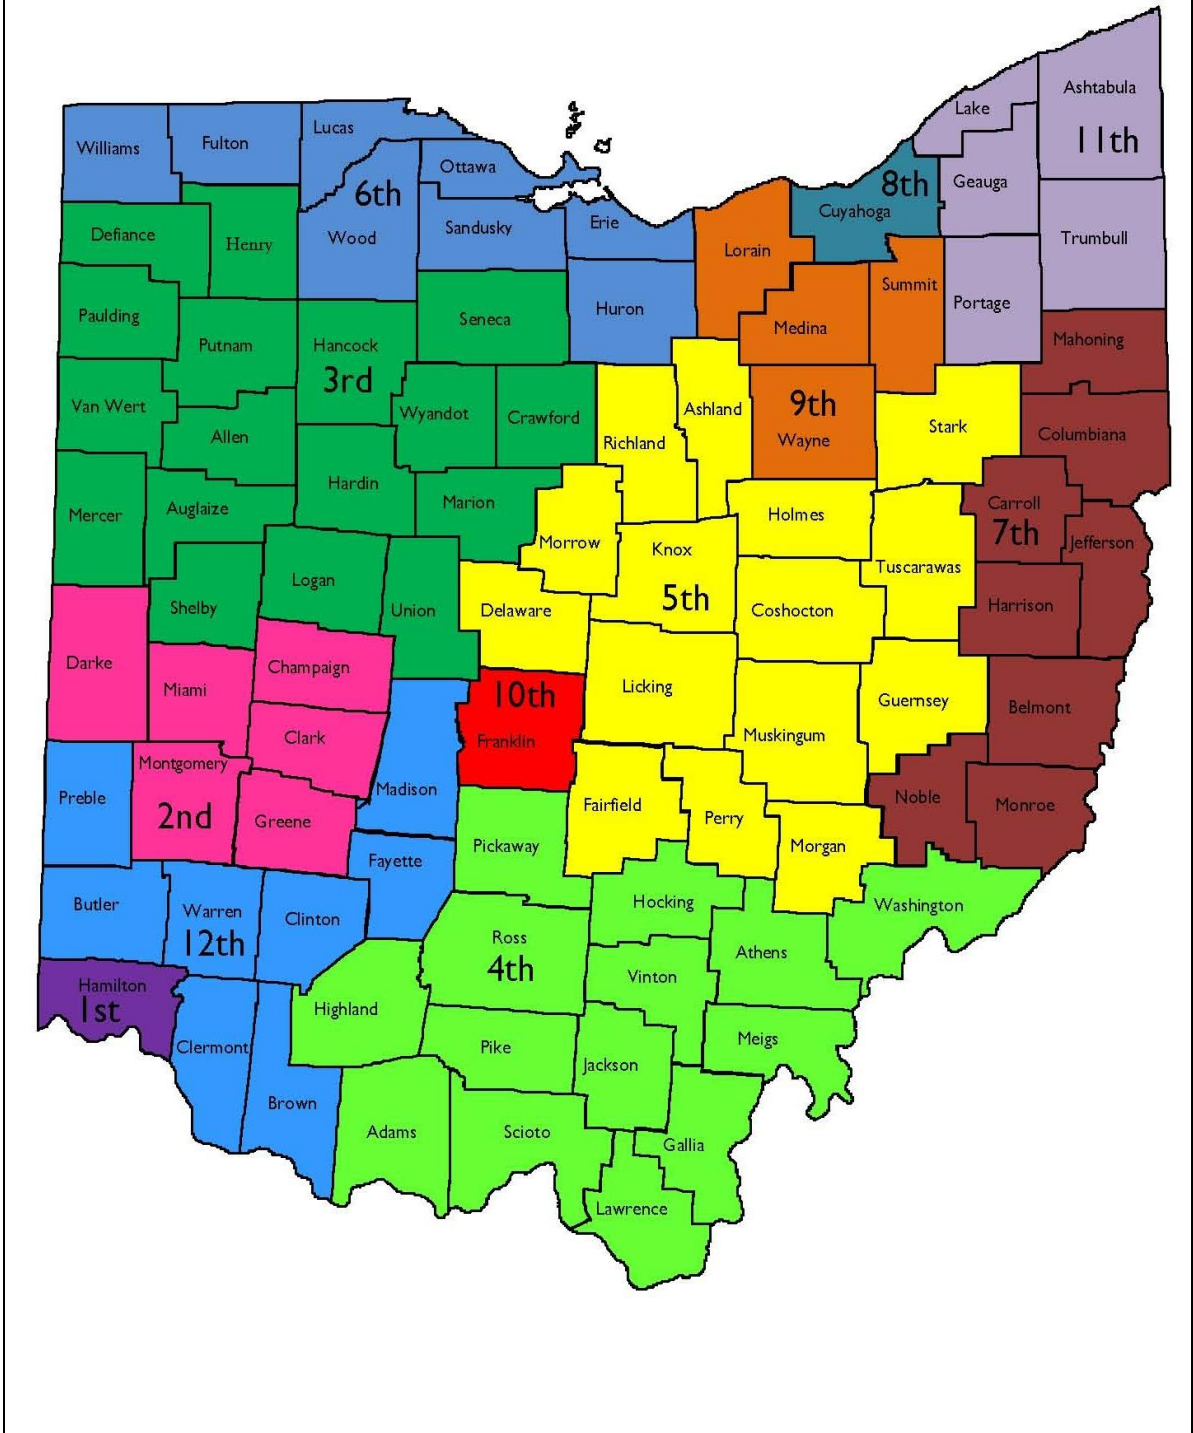 Ashtabula
Lake
11th
Williams
Fulton
Lucas
Ottawa
6th
8th
Geauga
Cuyahoga
Defiance
Henry
Wood
Sandusky
Erie
Lorain
Trumbull
Summit
Paulding
Putnam
Hancock
Seneca
Huron
Medina
Portage
Mahoning
3rd
Van Wert
Allen
Wyandot
Crawford
Richland
Ashland
9th
Wayne
Stark
Columbiana
Mercer
Auglaize
Hardin
Marion
Morrow
Knox
Holmes
Carroll
7th
Jefferson
Tuscarawas
Shelby
Logan
Union
Delaware
5th
Coshocton
Harrison
Darke
Miami
Champaign
10th
Licking
Guernsey
Belmont
Clark
Franklin
Muskingum
Montgomery
Preble
2nd
Greene
Madison
Fairfield
Perry
Noble
Monroe
Fayette
Pickaway
Morgan
Butler
Warren
12th
Clinton
Hocking
Washington
Ross
4th
Athens
Vinton
Hamilton
1st
Highland
Clermont
Pike
Jackson
Meigs
Brown
Adams
Scioto
Gallia
Lawrence